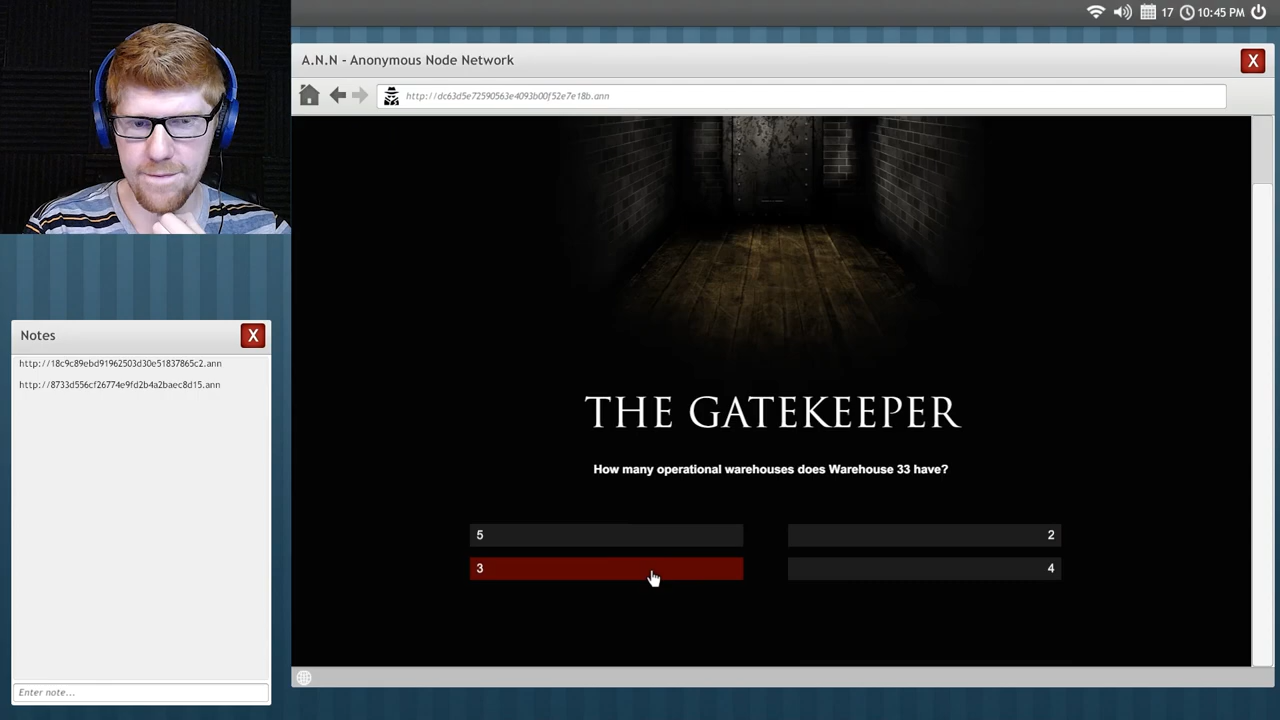 17 10:45 PM
A.N.N - Anonymous Node Network
X
http://dc63d5e72590563e4093b00f52e7e18b.ann
Notes
X
http://18c9c89ebd91962503d30e51837865c2.ann
http://8733d556cf26774e9fd2b4a2baec8d15.ann
THE GATEKEEPER
How many operational warehouses does Warehouse 33 have?
5
2
3
4
Enter note...